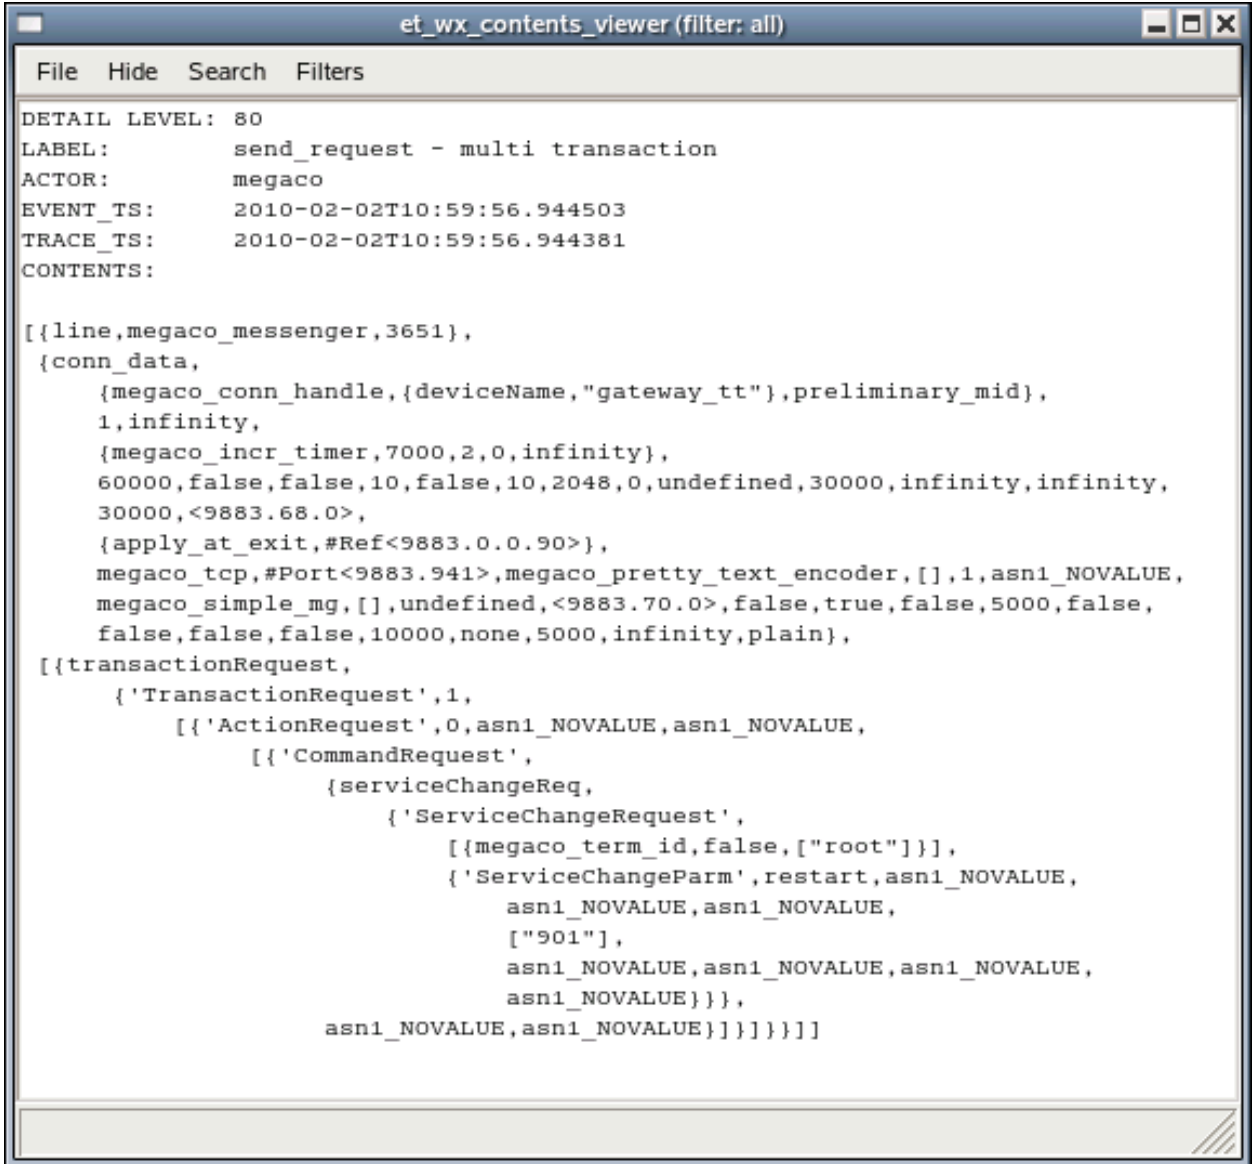 et_wx_contents_viewer (filter: all)
File Hide Search Filters
DETAIL LEVEL: 80
LABEL: send_request - multi transaction
ACTOR: megaco
EVENT_TS: 2010-02-02T10:59:56.944503
TRACE_TS: 2010-02-02T10:59:56.944381
CONTENTS:
[{line,megaco_messenger,3651},
{conn_data,
{megaco_conn_handle,{deviceName,"gateway_tt"},preliminary_mid},
1,infinity,
{megaco_incr_timer,7000,2,0,infinity},
60000,false,false,10,false,10,2048,0,undefined,30000,infinity,infinity,
30000,<9883.68.0>,
{apply_at_exit,#Ref<9883.0.0.90>},
megaco_tcp,#Port<9883.941>,megaco_pretty_text_encoder,[],1,asn1_NOVALUE,
megaco_simple_mg,[],undefined,<9883.70.0>,false,true,false,5000,false,
false,false,false,10000,none,5000,infinity,plain},
[{transactionRequest,
{'TransactionRequest',1,
[{'ActionRequest',0,asn1_NOVALUE,asn1_NOVALUE,
[{'CommandRequest',
{serviceChangeReq,
{'ServiceChangeRequest',
[{megaco_term_id,false,["root"]}],
{'ServiceChangeParm',restart,asn1_NOVALUE,
asn1_NOVALUE,asn1_NOVALUE,
["901"],
asn1_NOVALUE,asn1_NOVALUE,asn1_NOVALUE,
asn1_NOVALUE}}},
asn1_NOVALUE,asn1_NOVALUE}]}]}}]]